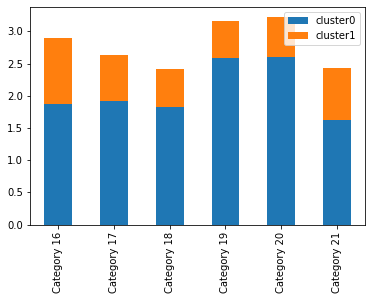 cluster0
cluster1
3.0
2.5
2.0
1.5
1.0
0.5
0.0
Category 16
Category 17
Category 18
Category 19
Category 20
Category 21